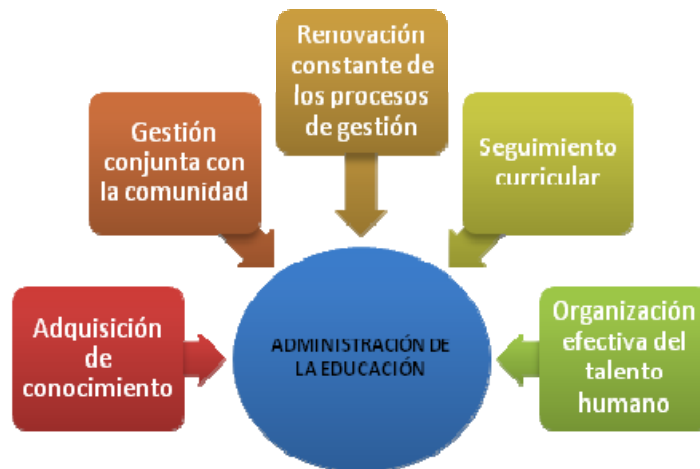 Renovación
constante de
los procesos
de gestión
Gestión
conjunta con
la comunidad
Seguimiento
curricular
Adquisición
de
conocimiento
ADMINISTRACIÓN DE
LA EDUCACIÓN
Organización
efectiva del
talento
humano